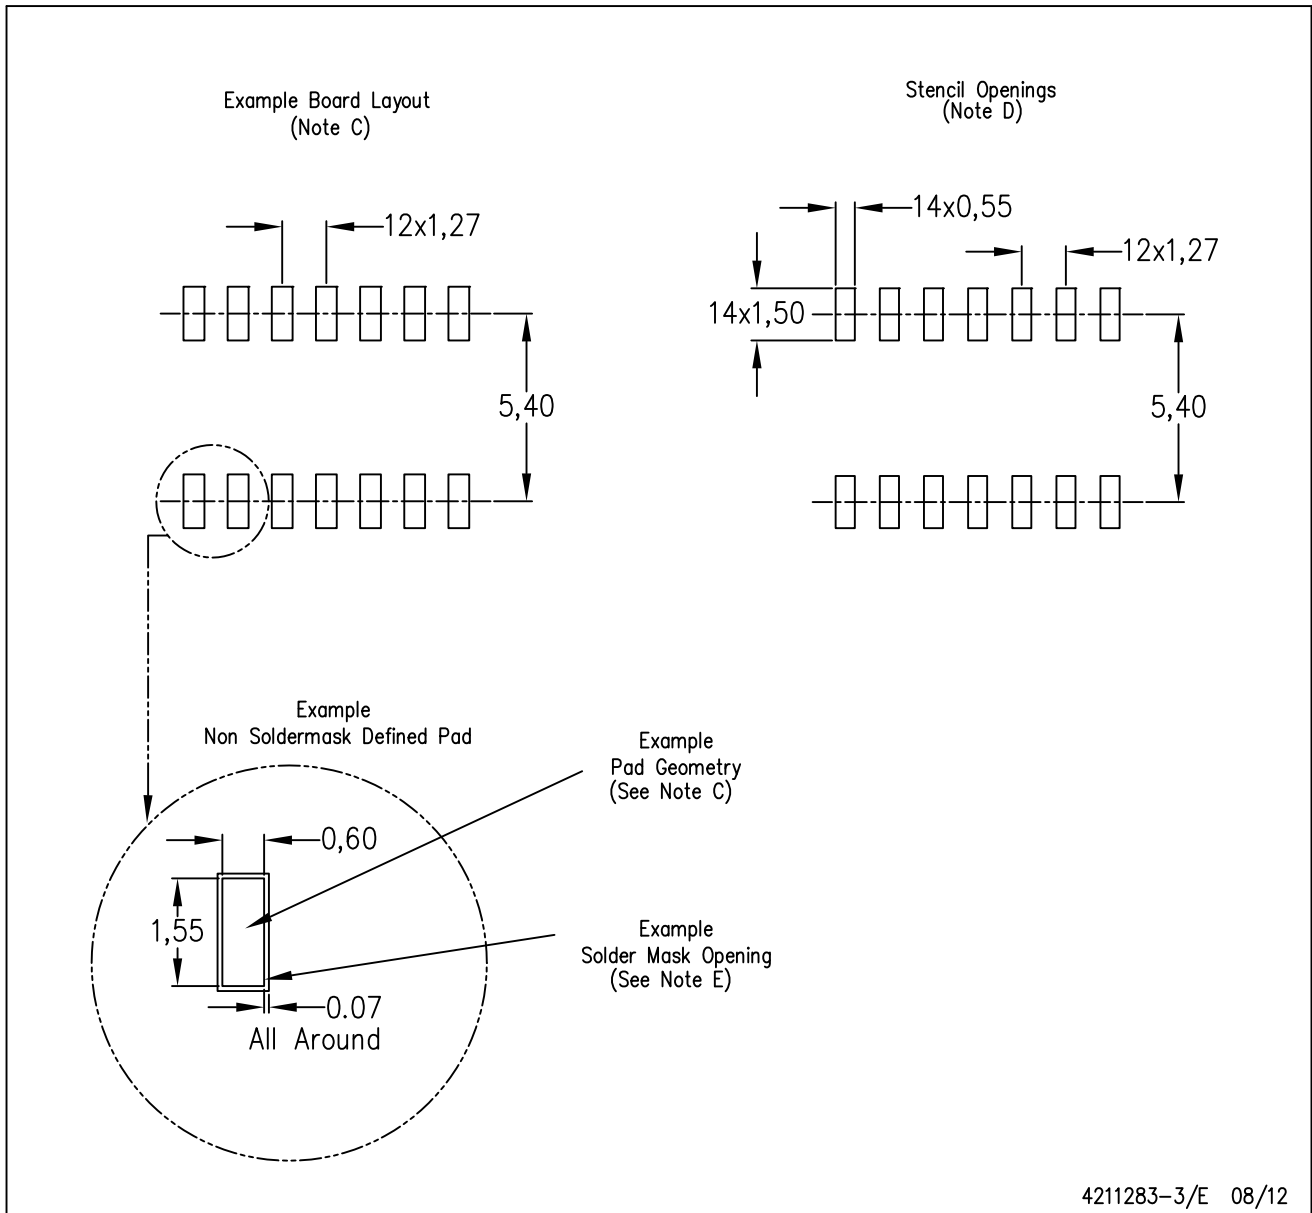 Example Board Layout
(Note C)
Stencil Openings
(Note D)
12x1,27
5,40
14x0,55
12x1,27
14x1,50
5,40
Example
Non Soldermask Defined Pad
Example
Pad Geometry
(See Note C)
0,60
1,55
Example
Solder Mask Opening
(See Note E)
0.07
All Around
4211283-3/E 08/12